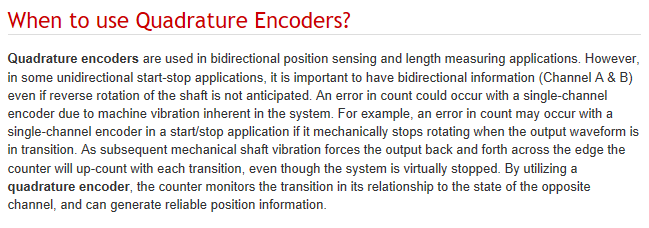 When to use Quadrature Encoders?
Quadrature encoders are used in bidirectional position sensing and length measuring applications. However,
in some unidirectional start-stop applications, it is important to have bidirectional information (Channel A & B)
even if reverse rotation of the shaft is not anticipated. An error in count could occur with a single-channel
encoder due to machine vibration inherent in the system. For example, an error in count may occur with a
single-channel encoder in a start/stop application if it mechanically stops rotating when the output waveform is
in transition. As subsequent mechanical shaft vibration forces the output back and forth across the edge the
counter will up-count with each transition, even though the system is virtually stopped. By utilizing a
quadrature encoder, the counter monitors the transition in its relationship to the state of the opposite
channel, and can generate reliable position information.